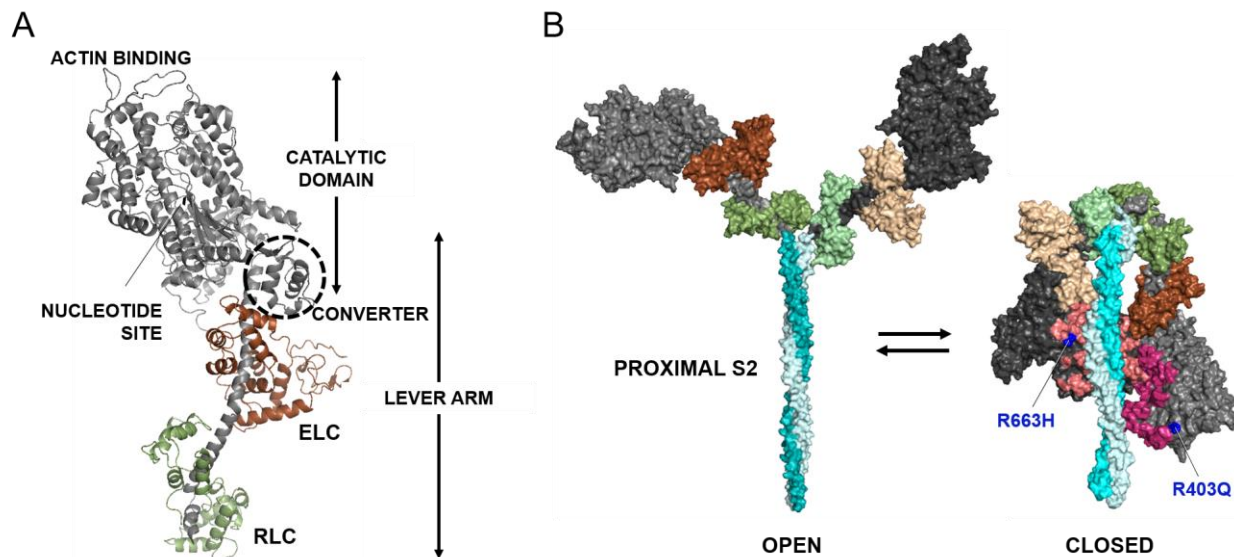 A
ACTIN BINDING
CATALYTIC
DOMAIN
NUCLEOTIDE
SITE
CONVERTER
LEVER ARM
ELC
RLC
B
PROXIMAL S2
R663H
R403Q
OPEN
CLOSED